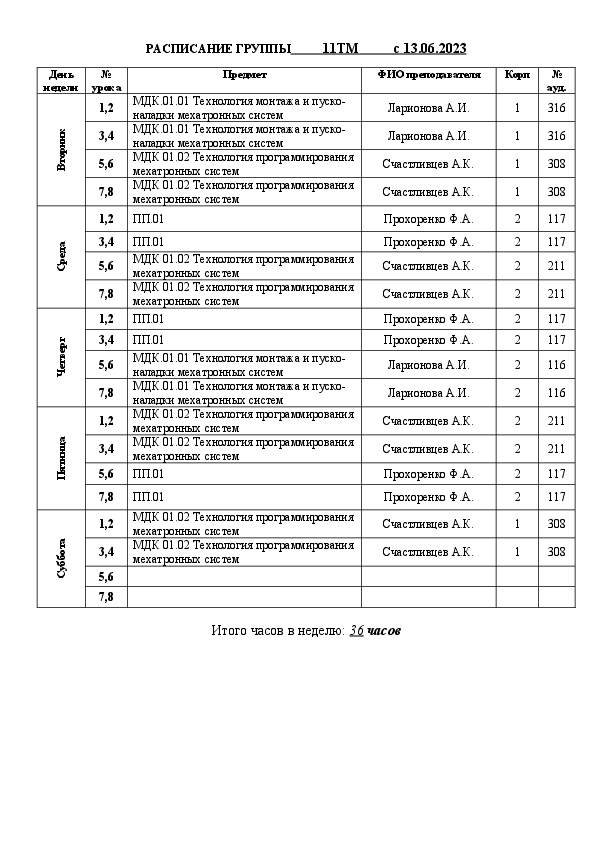 РАСПИСАНИЕ ГРУППЫ 11ТМ с 13.06.2023
День недели № урока Предмет ФИО преподавателя Корп № ауд.
Вторник
1,2 МДК.01.01 Технология монтажа и пуско-
наладки мехатронных систем Ларионова А.И. 1 316
3,4 МДК.01.01 Технология монтажа и пуско-
наладки мехатронных систем Ларионова А.И. 1 316
5,6 МДК 01.02 Технология программирования
мехатронных систем Счастливцев А.К. 1 308
7,8 МДК 01.02 Технология программирования
мехатронных систем Счастливцев А.К. 1 308
Среда
1,2 ПП.01 Прохоренко Ф.А. 2 117
3,4 ПП.01 Прохоренко Ф.А. 2 117
5,6 МДК 01.02 Технология программирования
мехатронных систем Счастливцев А.К. 2 211
7,8 МДК 01.02 Технология программирования
мехатронных систем Счастливцев А.К. 2 211
Четверг
1,2 ПП.01 Прохоренко Ф.А. 2 117
3,4 ПП.01 Прохоренко Ф.А. 2 117
5,6 МДК.01.01 Технология монтажа и пуско-
наладки мехатронных систем Ларионова А.И. 2 116
7,8 МДК.01.01 Технология монтажа и пуско-
наладки мехатронных систем Ларионова А.И. 2 116
Пятница
1,2 МДК 01.02 Технология программирования
мехатронных систем Счастливцев А.К. 2 211
3,4 МДК 01.02 Технология программирования
мехатронных систем Счастливцев А.К. 2 211
5,6 ПП.01 Прохоренко Ф.А. 2 117
7,8 ПП.01 Прохоренко Ф.А. 2 117
Суббота
1,2 МДК 01.02 Технология программирования
мехатронных систем Счастливцев А.К. 1 308
3,4 МДК 01.02 Технология программирования
мехатронных систем Счастливцев А.К. 1 308
5,6
7,8
Итого часов в неделю: 36 часов